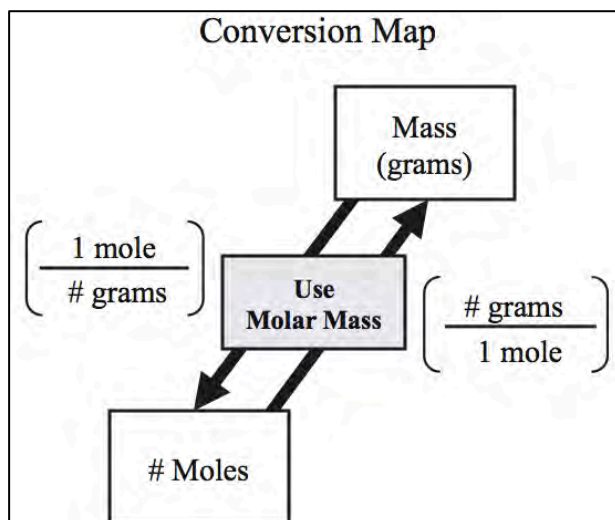 Conversion Map
Mass
(grams)
1 mole
# grams
Use
Molar Mass
# grams
1 mole
# Moles